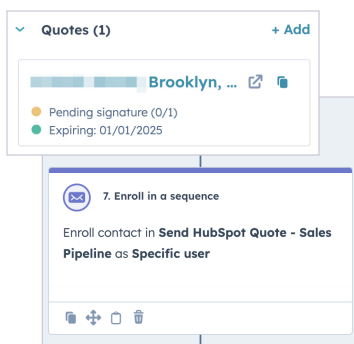 Quotes (1)
+ Add
Brooklyn, ...
Pending signature (0/1)
Expiring: 01/01/2025
7. Enroll in a sequence
Enroll contact in Send HubSpot Quote - Sales
Pipeline as Specific user